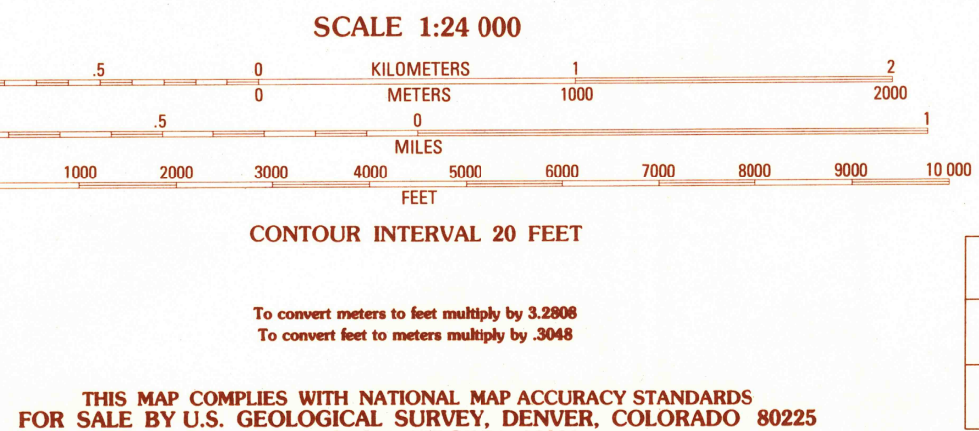 SCALE 1:24 000
.5 0 KILOMETERS 1 2
0 METERS 1000 2000
.5 0 1
MILES
1000 2000 3000 4000 5000 6000 7000 8000 9000 10 000
FEET
CONTOUR INTERVAL 20 FEET
To convert meters to feet multiply by 3.2808
To convert feet to meters multiply by .3048
THIS MAP COMPLIES WITH NATIONAL MAP ACCURACY STANDARDS
FOR SALE BY U.S. GEOLOGICAL SURVEY, DENVER, COLORADO 80225